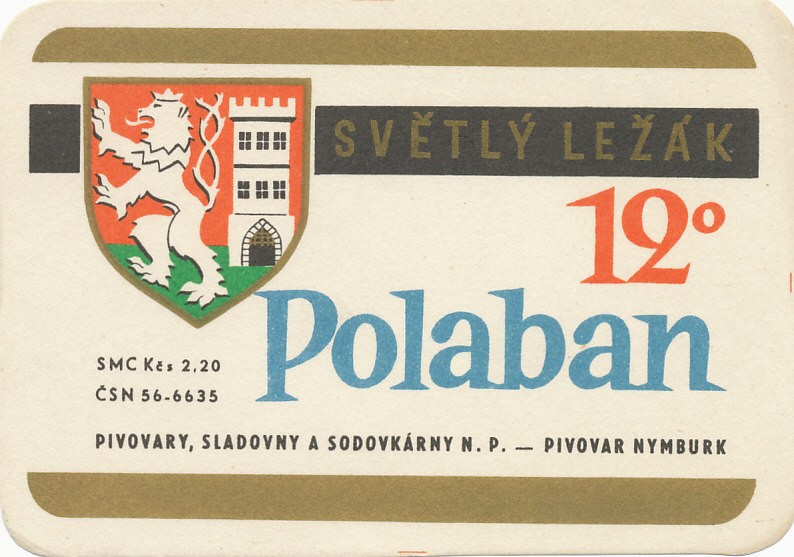 SVĚTLÝ LEŽÁK
12°
Polaban
SMC Kčs 2,20
ČSN 56-6635
PIVOVARY, SLADOVNY A SODOVKÁRNY N. P. — PIVOVAR NYMBURK